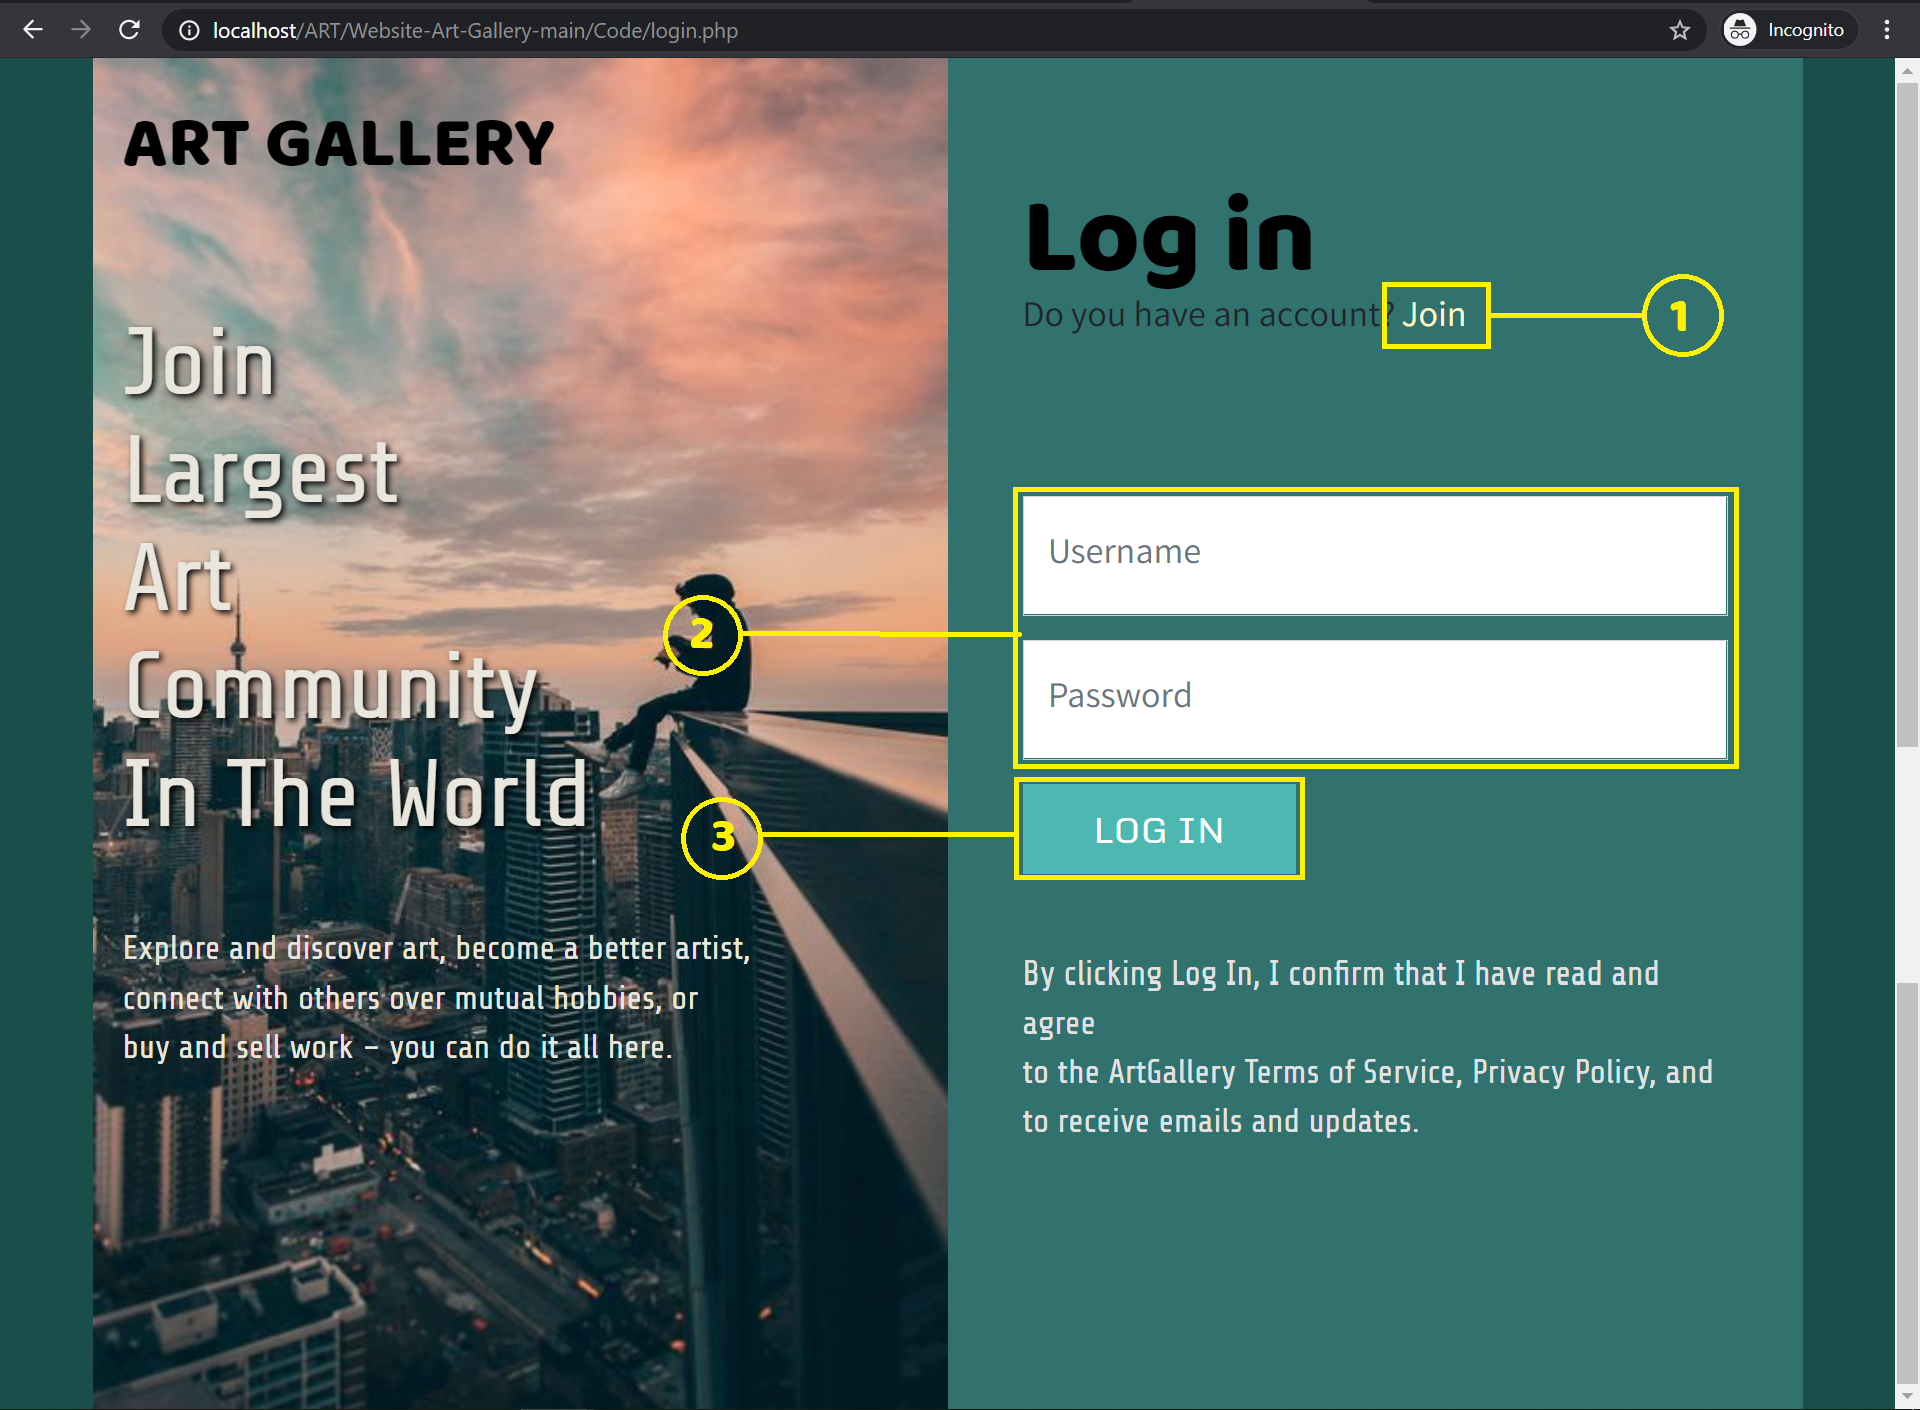 localhost/ART/Website-Art-Gallery-main/Code/login.php
Incognito
ART GALLERY
Join
Largest
Art
Community
In The World
Explore and discover art, become a better artist,
connect with others over mutual hobbies, or
buy and sell work – you can do it all here.
Log in
Do you have an account? Join
1
2
Username
Password
3
LOG IN
By clicking Log In, I confirm that I have read and
agree
to the ArtGallery Terms of Service, Privacy Policy, and
to receive emails and updates.